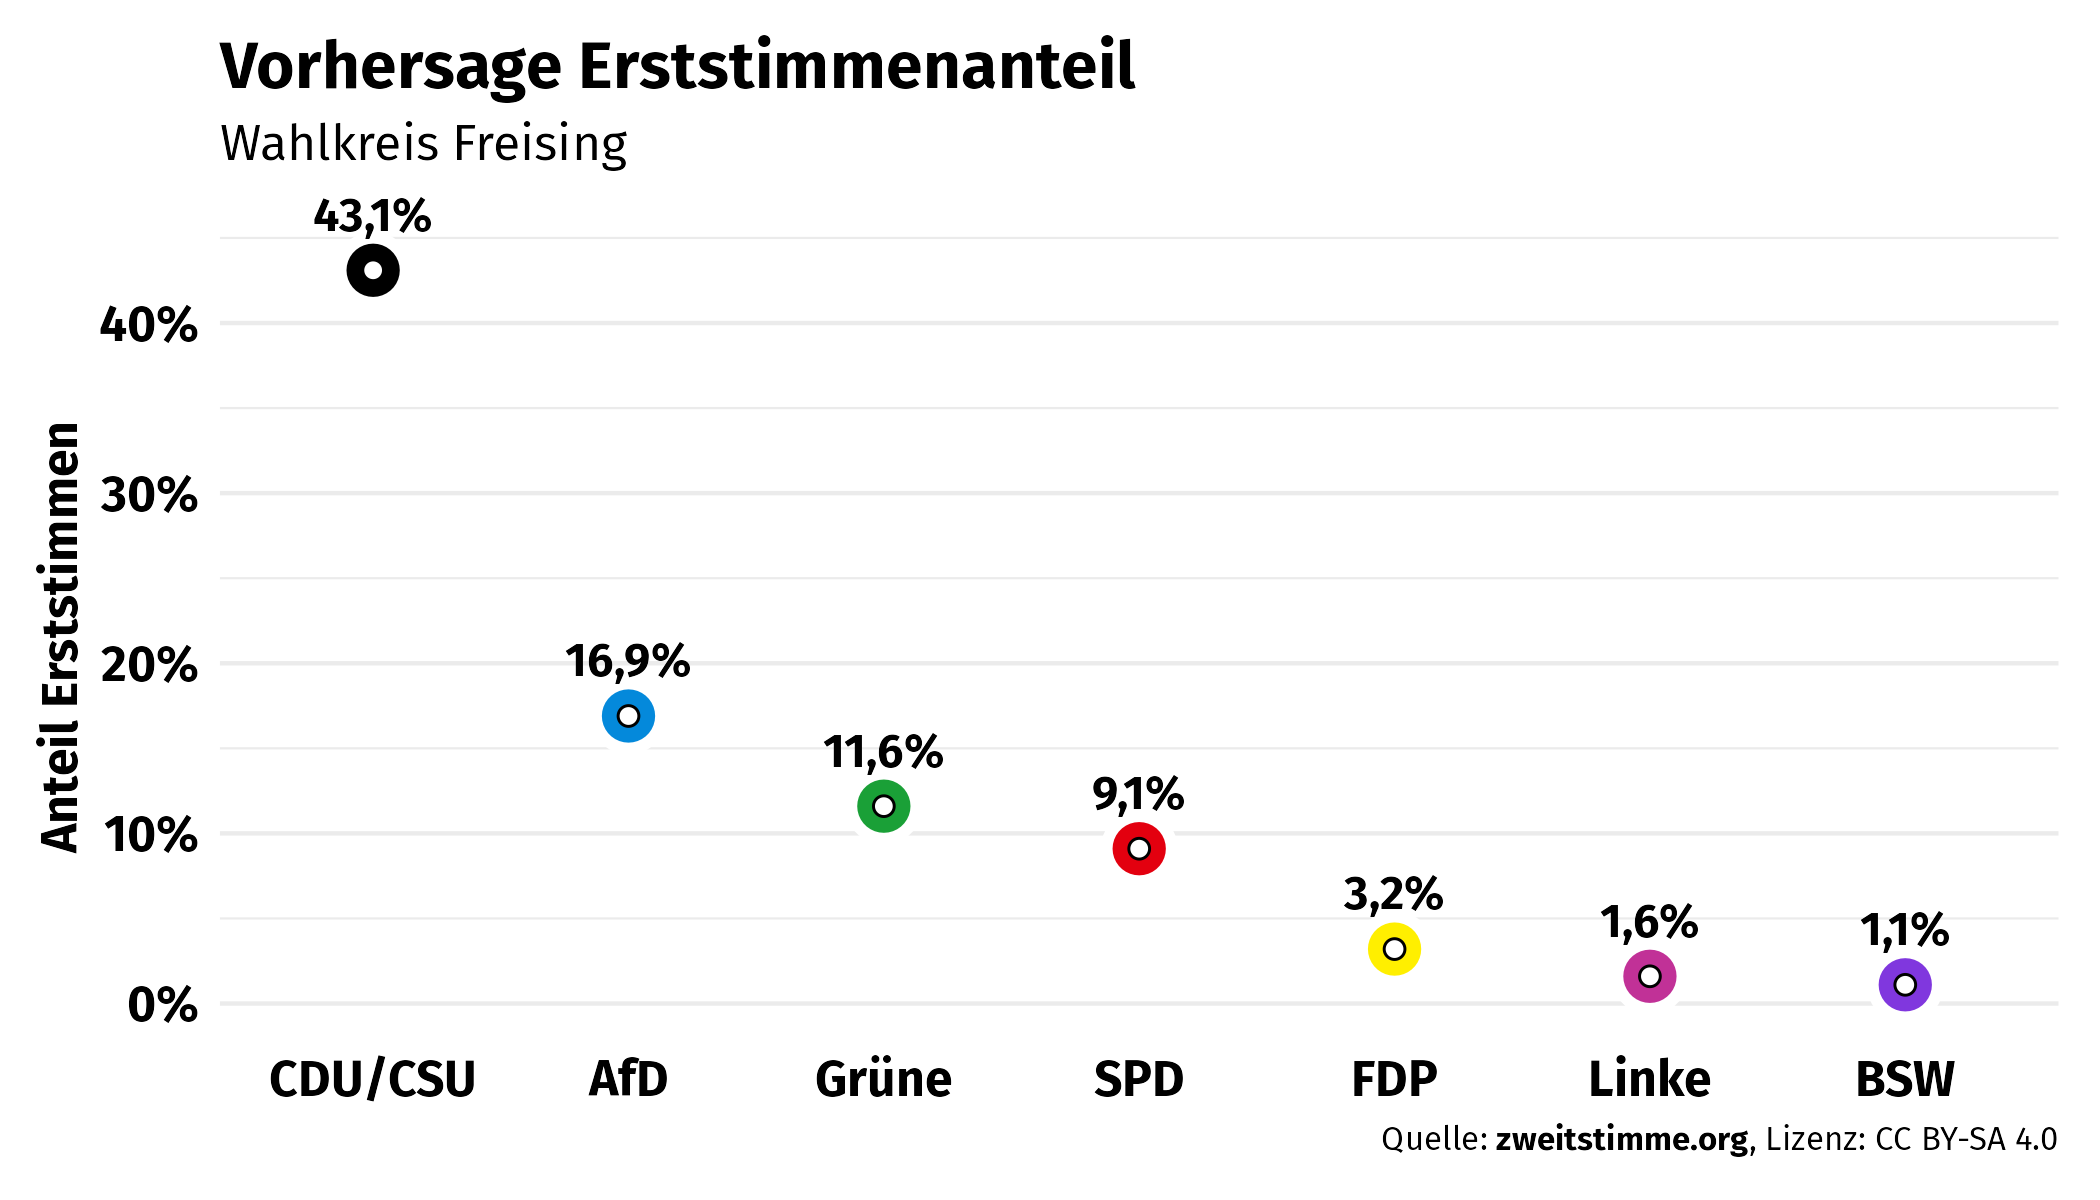 Vorhersage Erststimmenanteil
Wahlkreis Freising
43,1%
40%
30%
20%
10%
0%
Anteil Erststimmen
16,9%
11,6%
9,1%
3,2%
1,6%
1,1%
CDU/CSU AfD Grüne SPD FDP Linke BSW
Quelle: zweitstimme.org, Lizenz: CC BY-SA 4.0